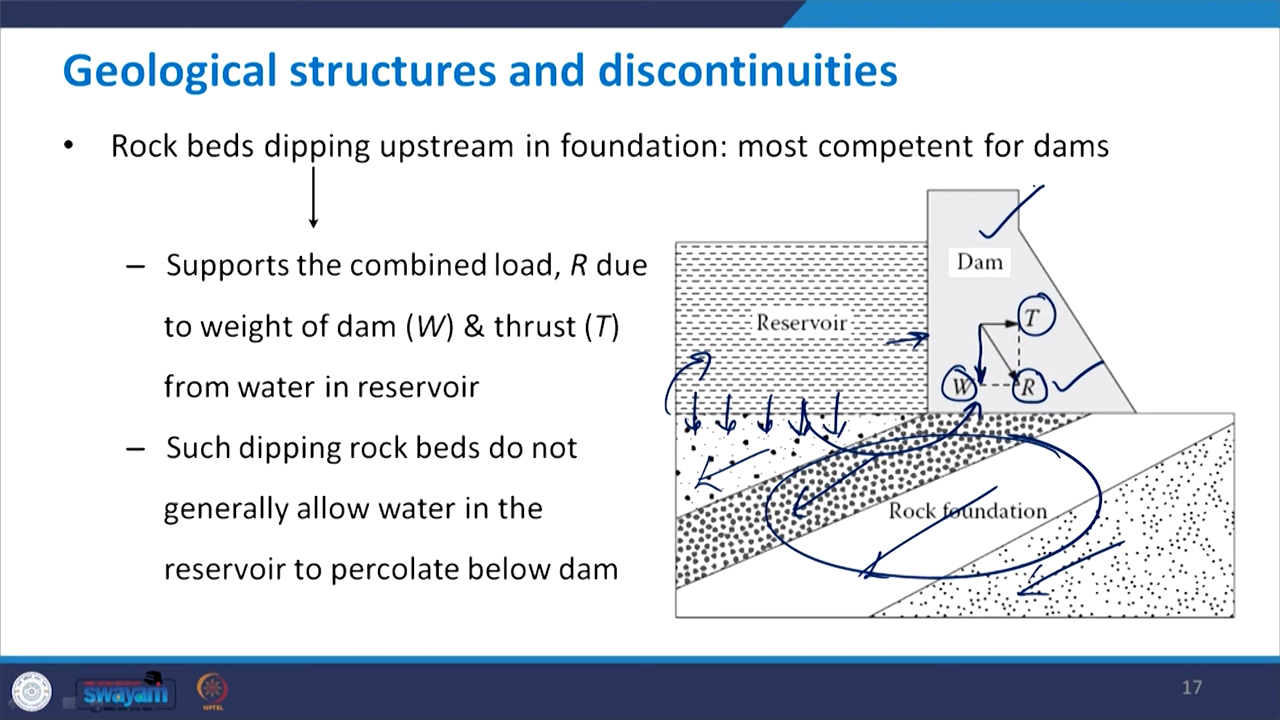 Geological structures and discontinuities
• Rock beds dipping upstream in foundation: most competent for dams
– Supports the combined load, R due
to weight of dam (W) & thrust (T)
from water in reservoir
– Such dipping rock beds do not
generally allow water in the
reservoir to percolate below dam
Dam
Reservoir
T
W
R
Rock foundation
swayam
NPTEL
17